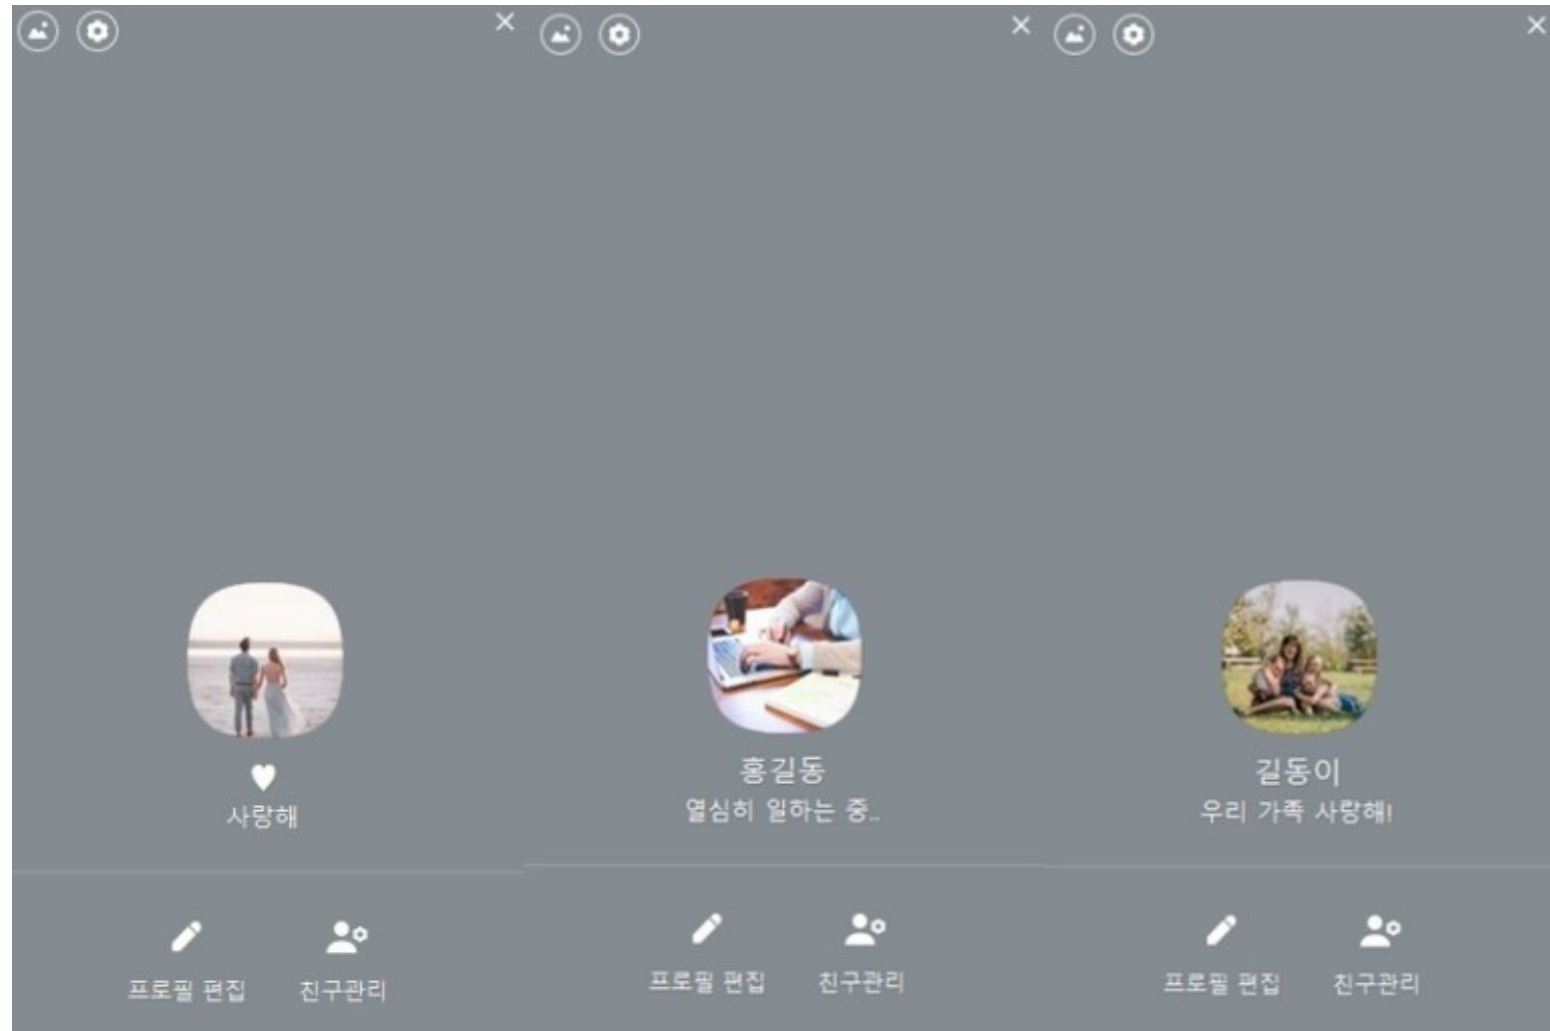 ♥
사랑해
프로필 편집 친구관리
홍길동
열심히 일하는 중..
프로필 편집 친구관리
길동이
우리 가족 사랑해!
프로필 편집 친구관리